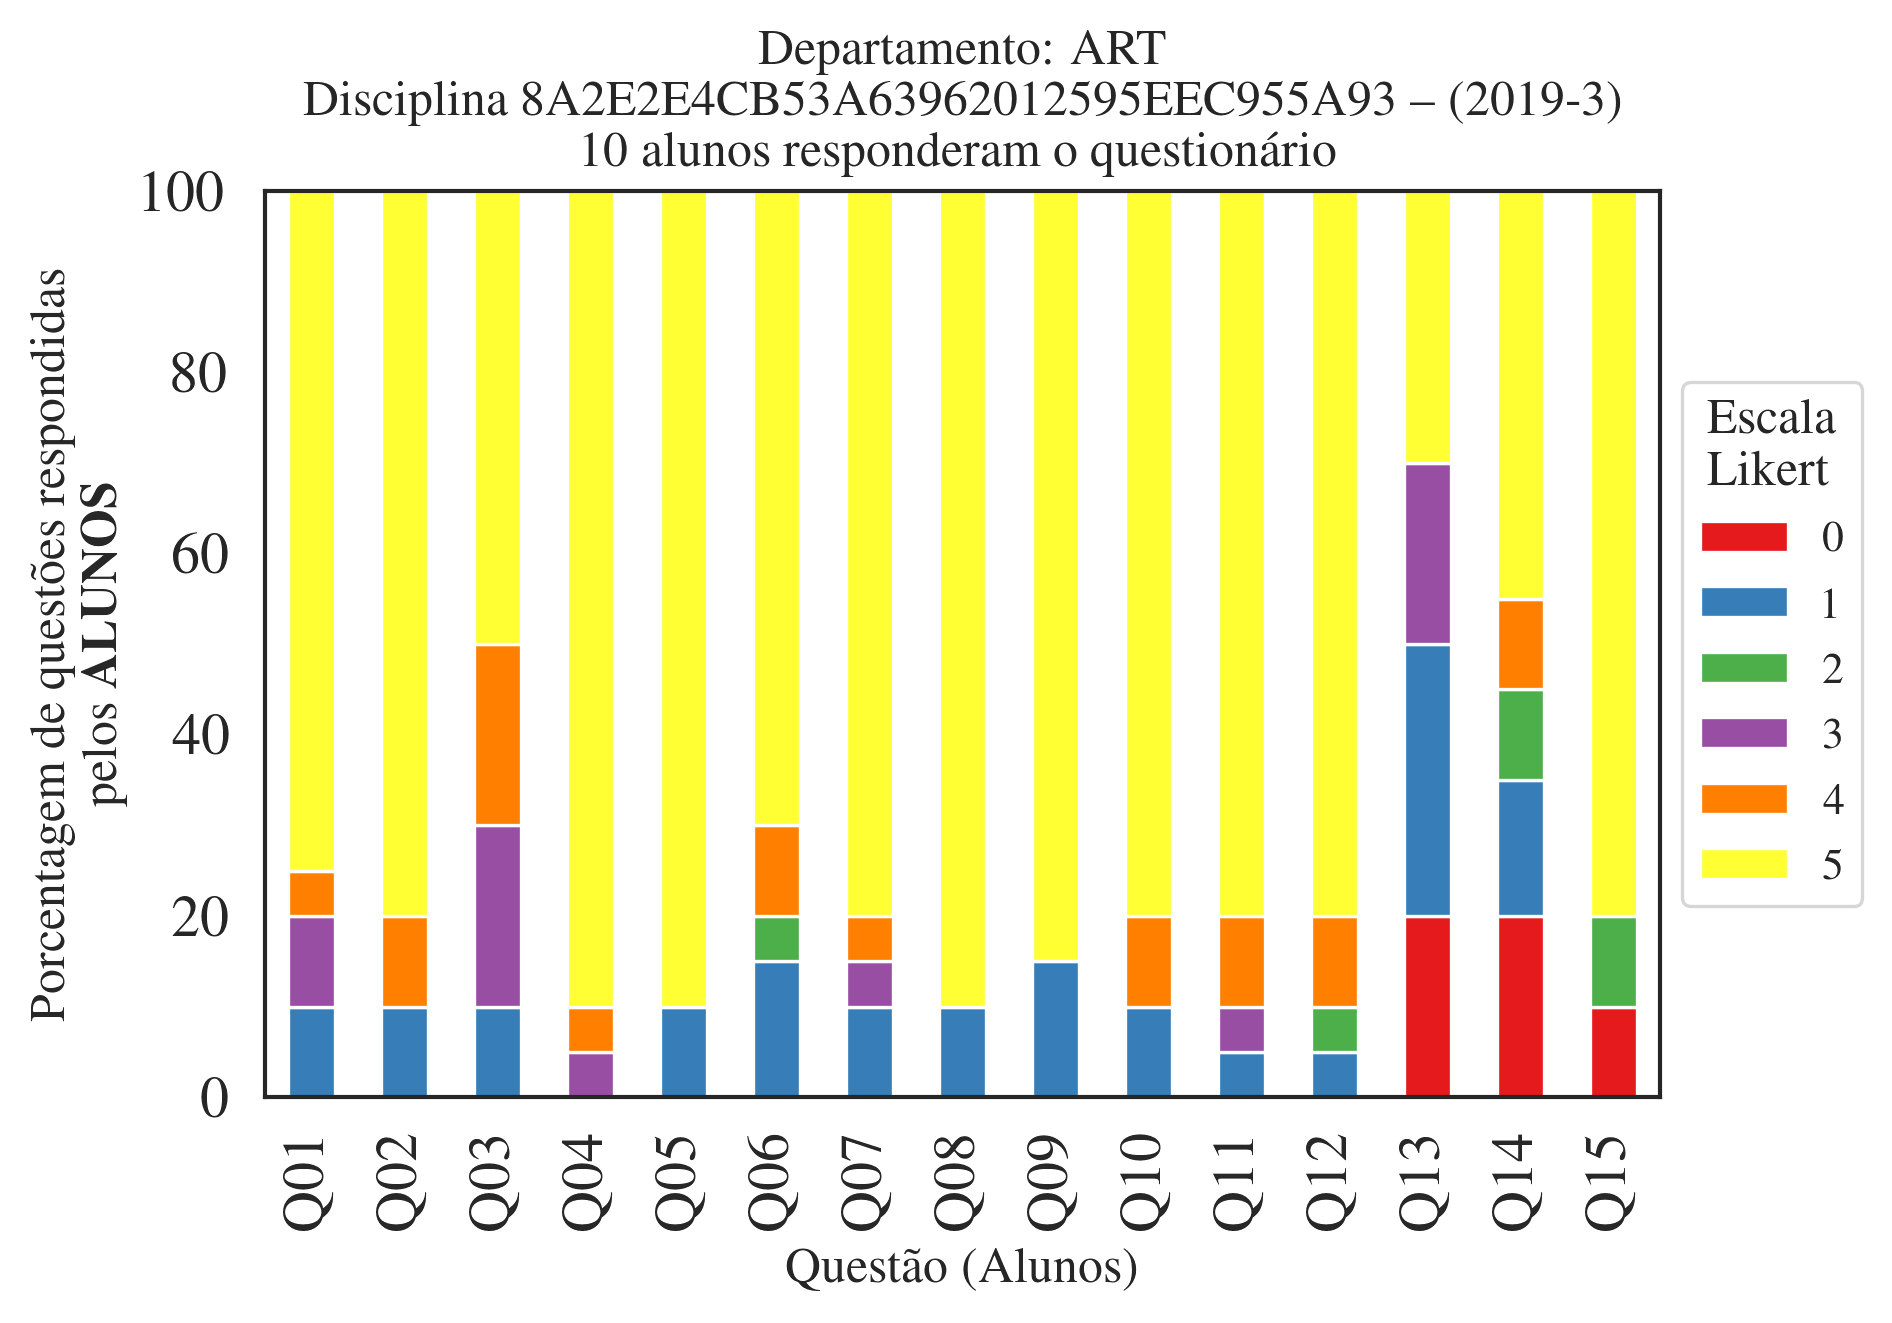 Departamento: ART
Disciplina 8A2E2E4CB53A63962012595EEC955A93 – (2019-3)
10 alunos responderam o questionário
Porcentagem de questões respondidas
pelos ALUNOS
100
80
60
40
20
0
Q01
Q02
Q03
Q04
Q05
Q06
Q07
Q08
Q09
Q10
Q11
Q12
Q13
Q14
Q15
Questão (Alunos)
Escala
Likert
0
1
2
3
4
5